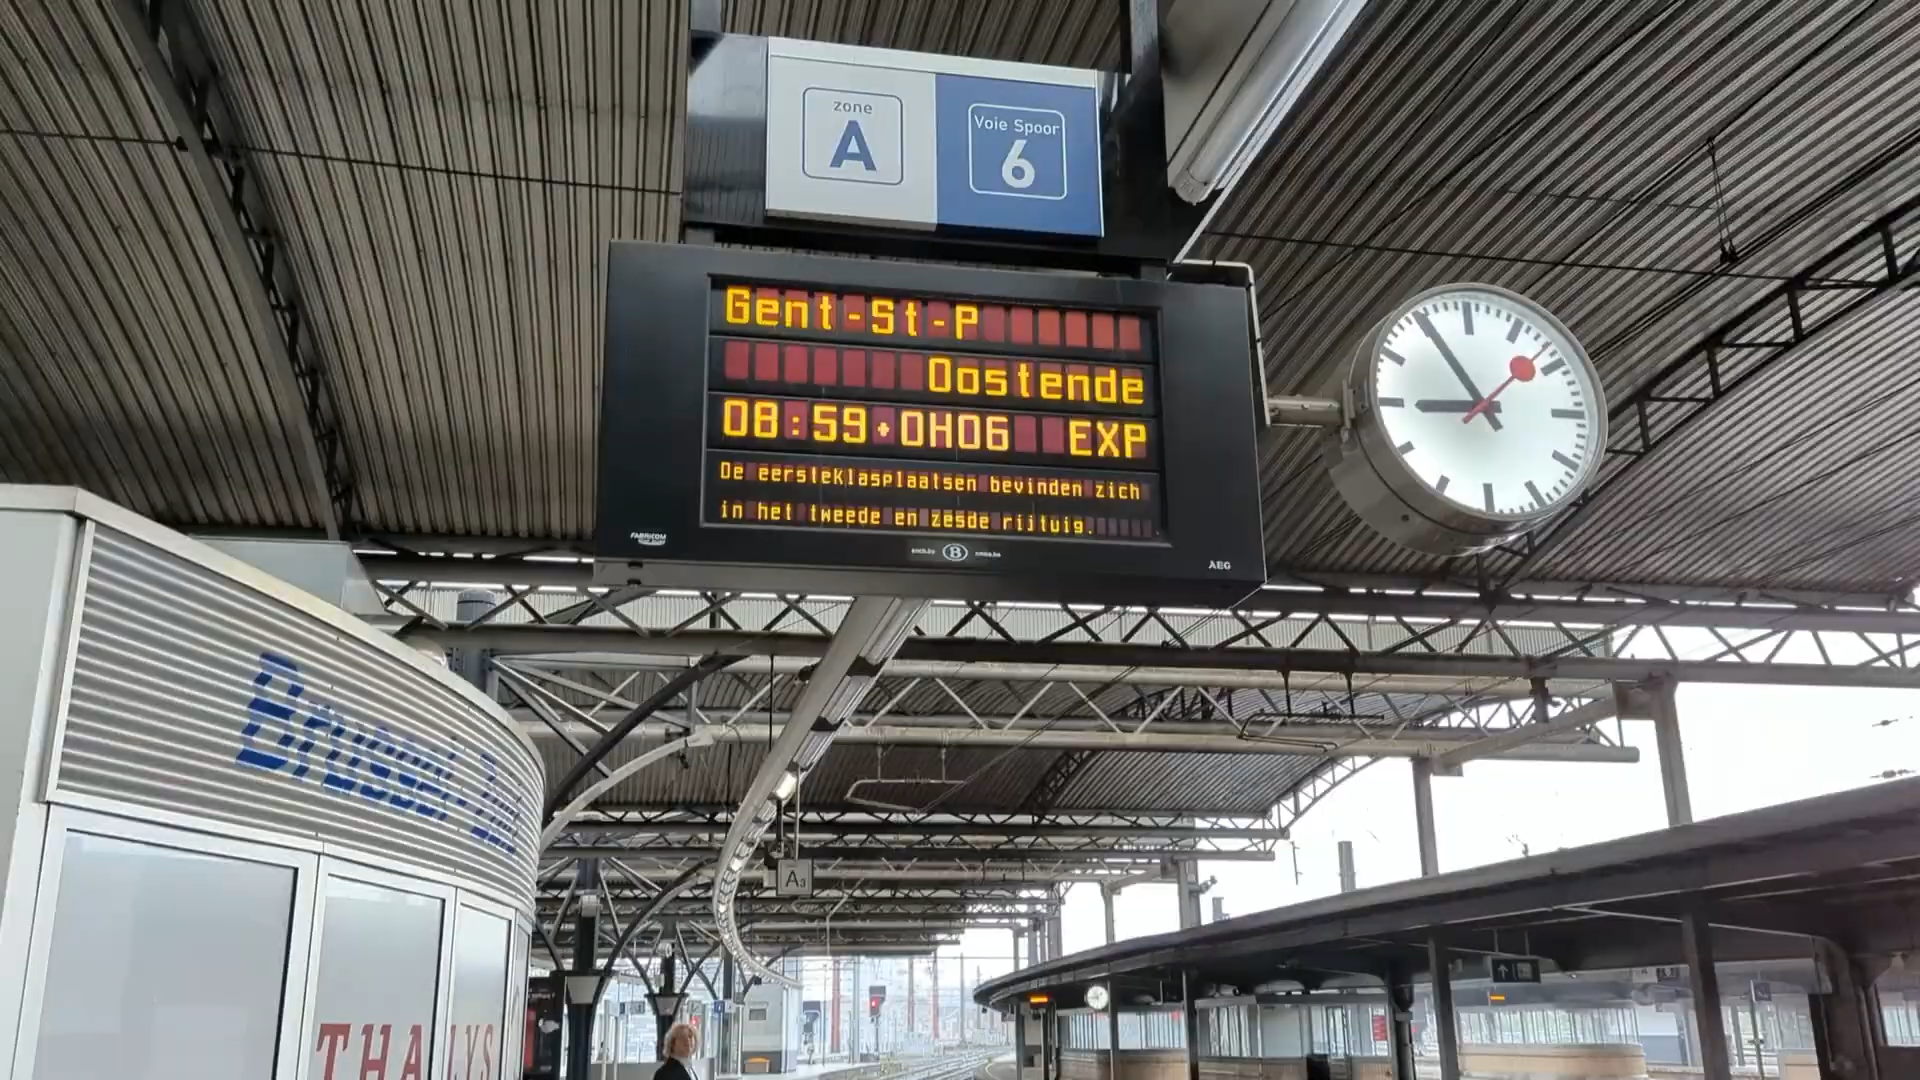 zone
A
Voie Spoor
6
Gent-St-P
Oostende
08:59+0H06 EXP
De eersteklasplaatsen bevinden zich
in het tweede en zesde rijtuig.
FABRICOM
B
AEG
Brussel-Zuid
A3
THALYS